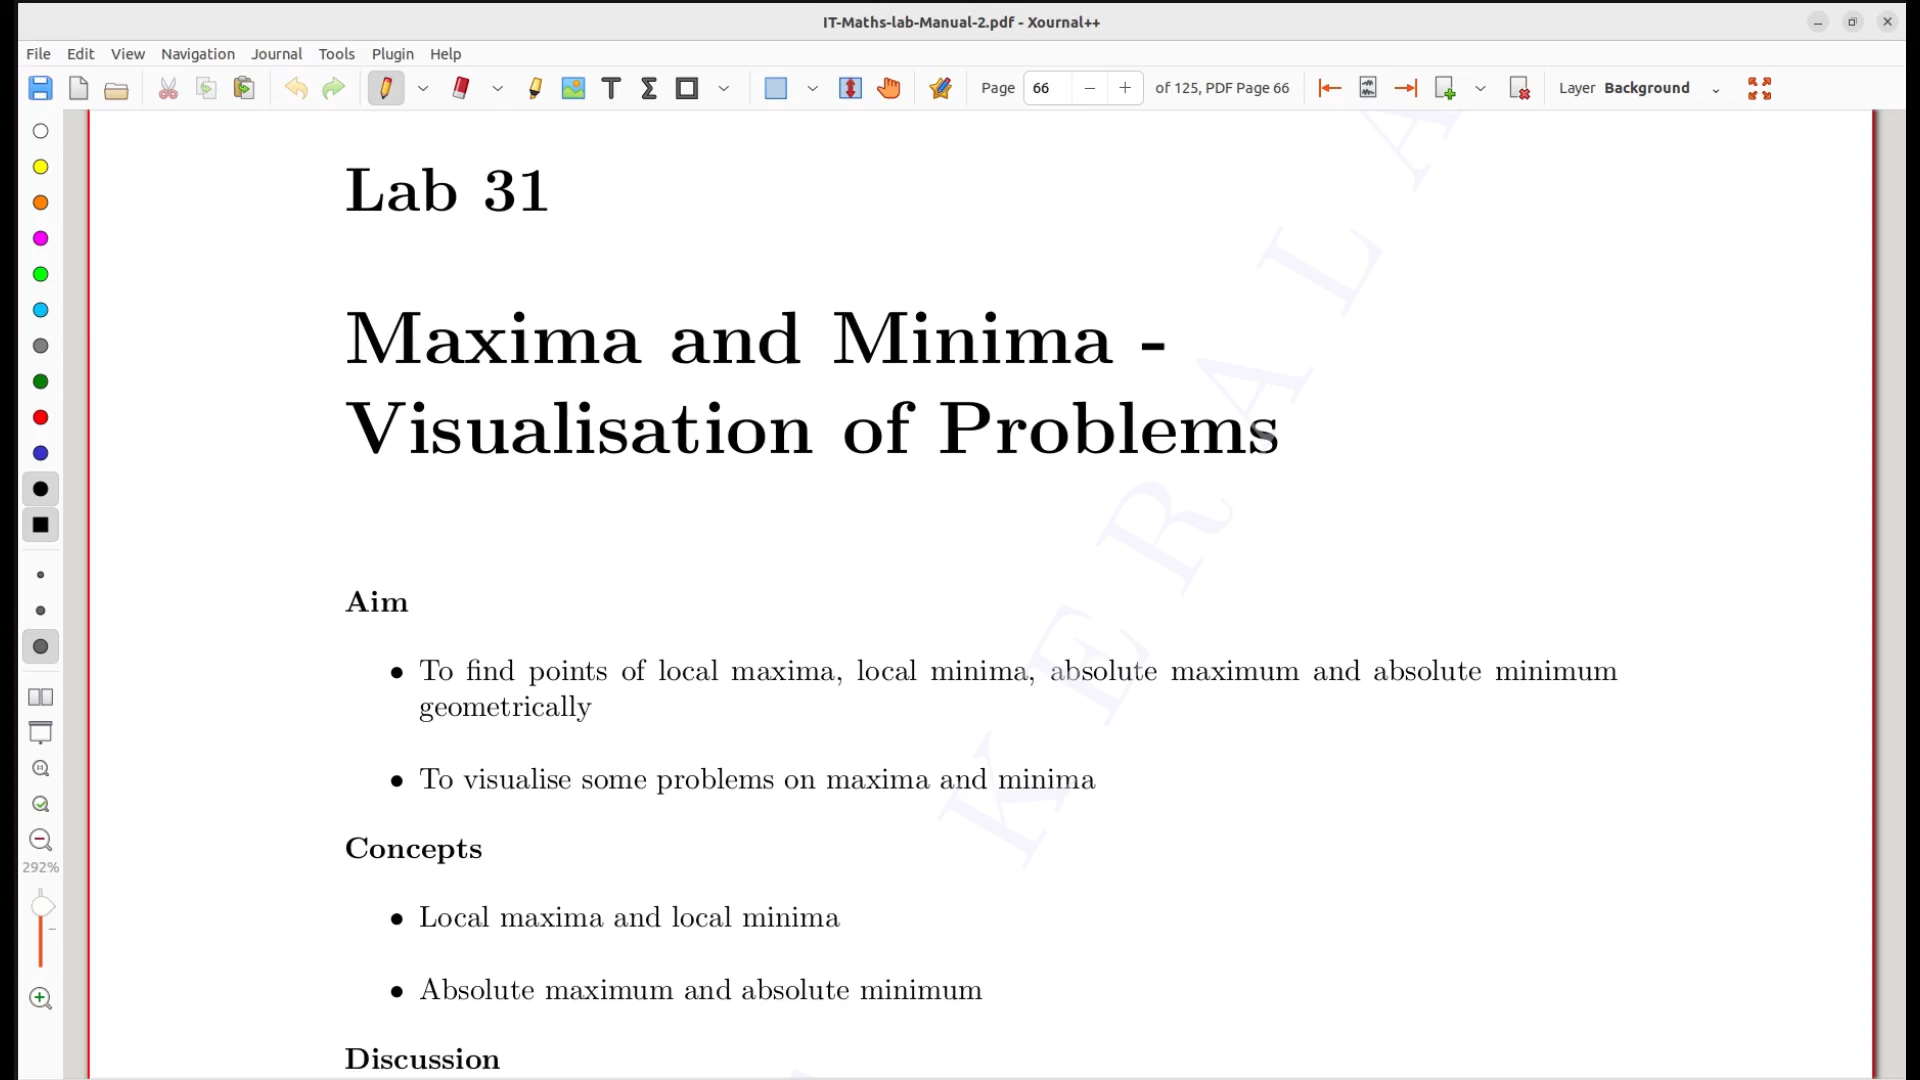 IT-Maths-lab-Manual-2.pdf - Xournal++
File Edit View Navigation Journal Tools Plugin Help
Page 66 of 125, PDF Page 66 Layer Background
Lab 31
Maxima and Minima -
Visualisation of Problems
Aim
• To find points of local maxima, local minima, absolute maximum and absolute minimum
geometrically
• To visualise some problems on maxima and minima
Concepts
292%
• Local maxima and local minima
• Absolute maximum and absolute minimum
Discussion
KERALA